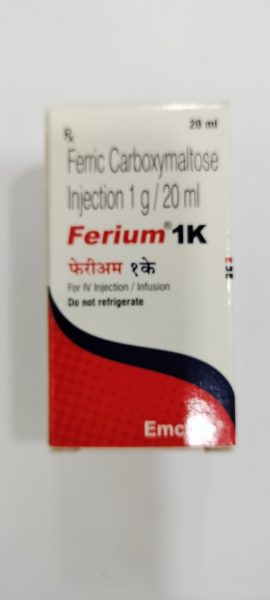 20 ml
Rx
Ferric Carboxymaltose
Injection 1 g / 20 ml
Ferium® 1K
फेरीअम १के
For IV Injection / Infusion
Do not refrigerate